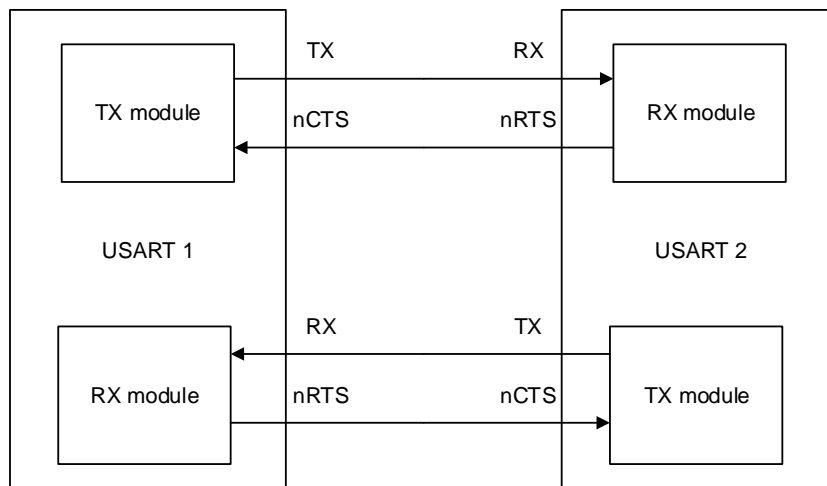 TX RX
TX module RX module
nCTS nRTS
USART 1 USART 2
RX TX
RX module TX module
nRTS nCTS